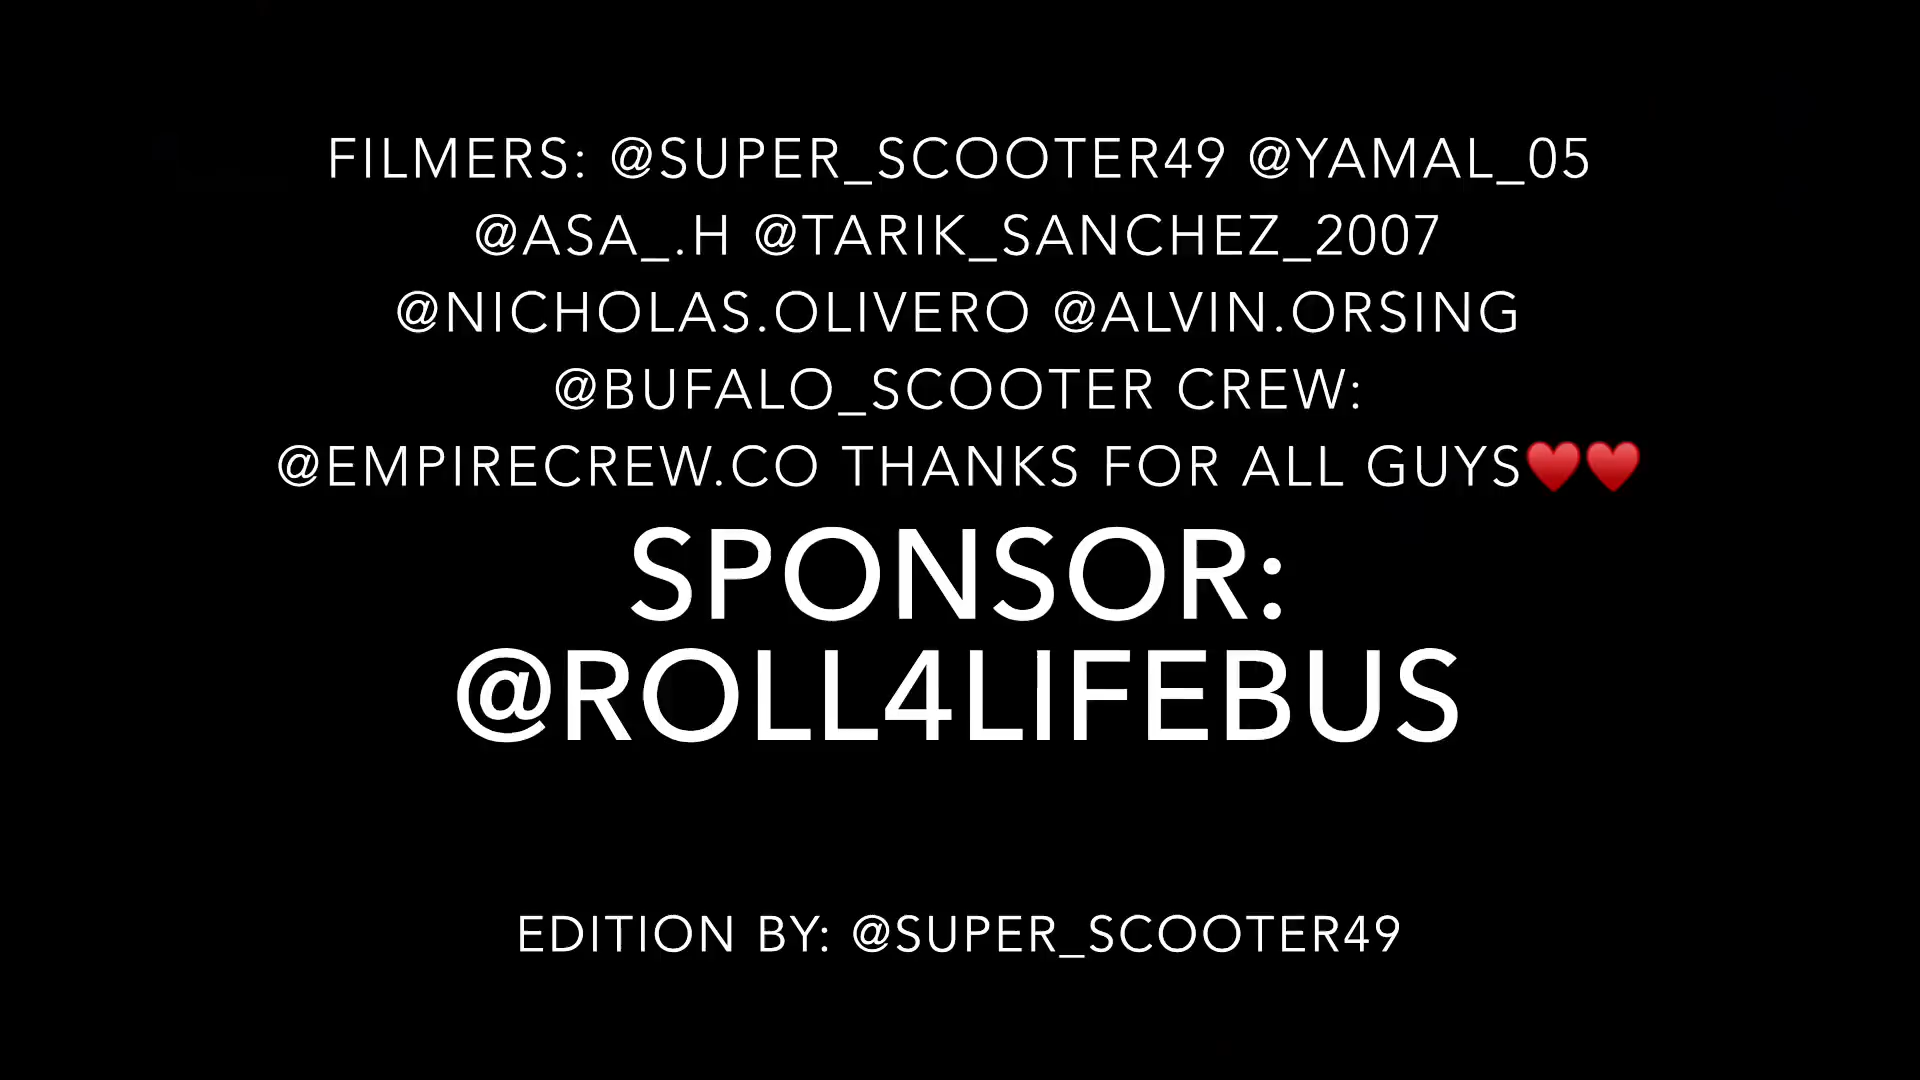 FILMERS: @SUPER_SCOOTER49 @YAMAL_05
@ASA_.H @TARIK_SANCHEZ_2007
@NICHOLAS.OLIVERO @ALVIN.ORSING
@BUFALO_SCOOTER CREW:
@EMPIRECREW.CO THANKS FOR ALL GUYS♥️♥️
SPONSOR:
@ROLL4LIFEBUS
EDITION BY: @SUPER_SCOOTER49